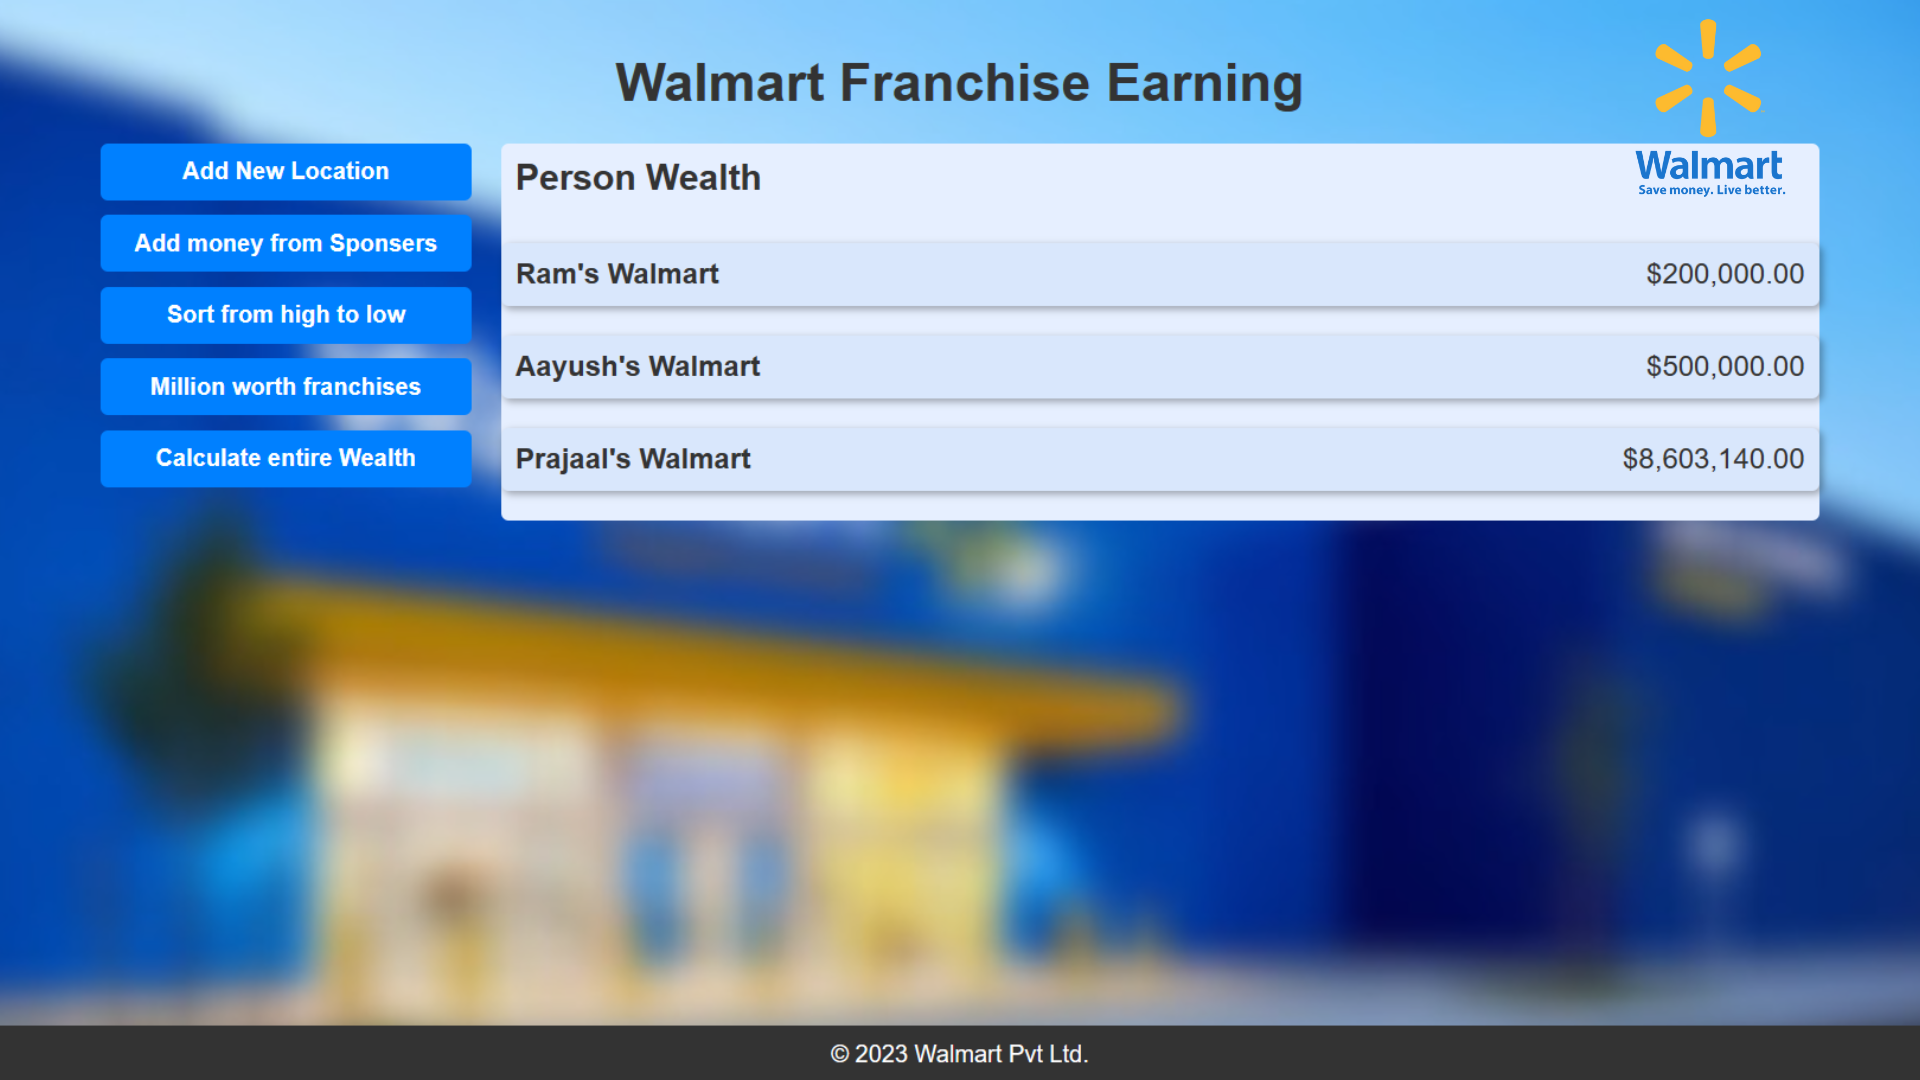 Walmart Franchise Earning
Walmart
Save money. Live better.
Add New Location
Add money from Sponsers
Sort from high to low
Million worth franchises
Calculate entire Wealth
Person Wealth
Ram's Walmart $200,000.00
Aayush's Walmart $500,000.00
Prajaal's Walmart $8,603,140.00
© 2023 Walmart Pvt Ltd.